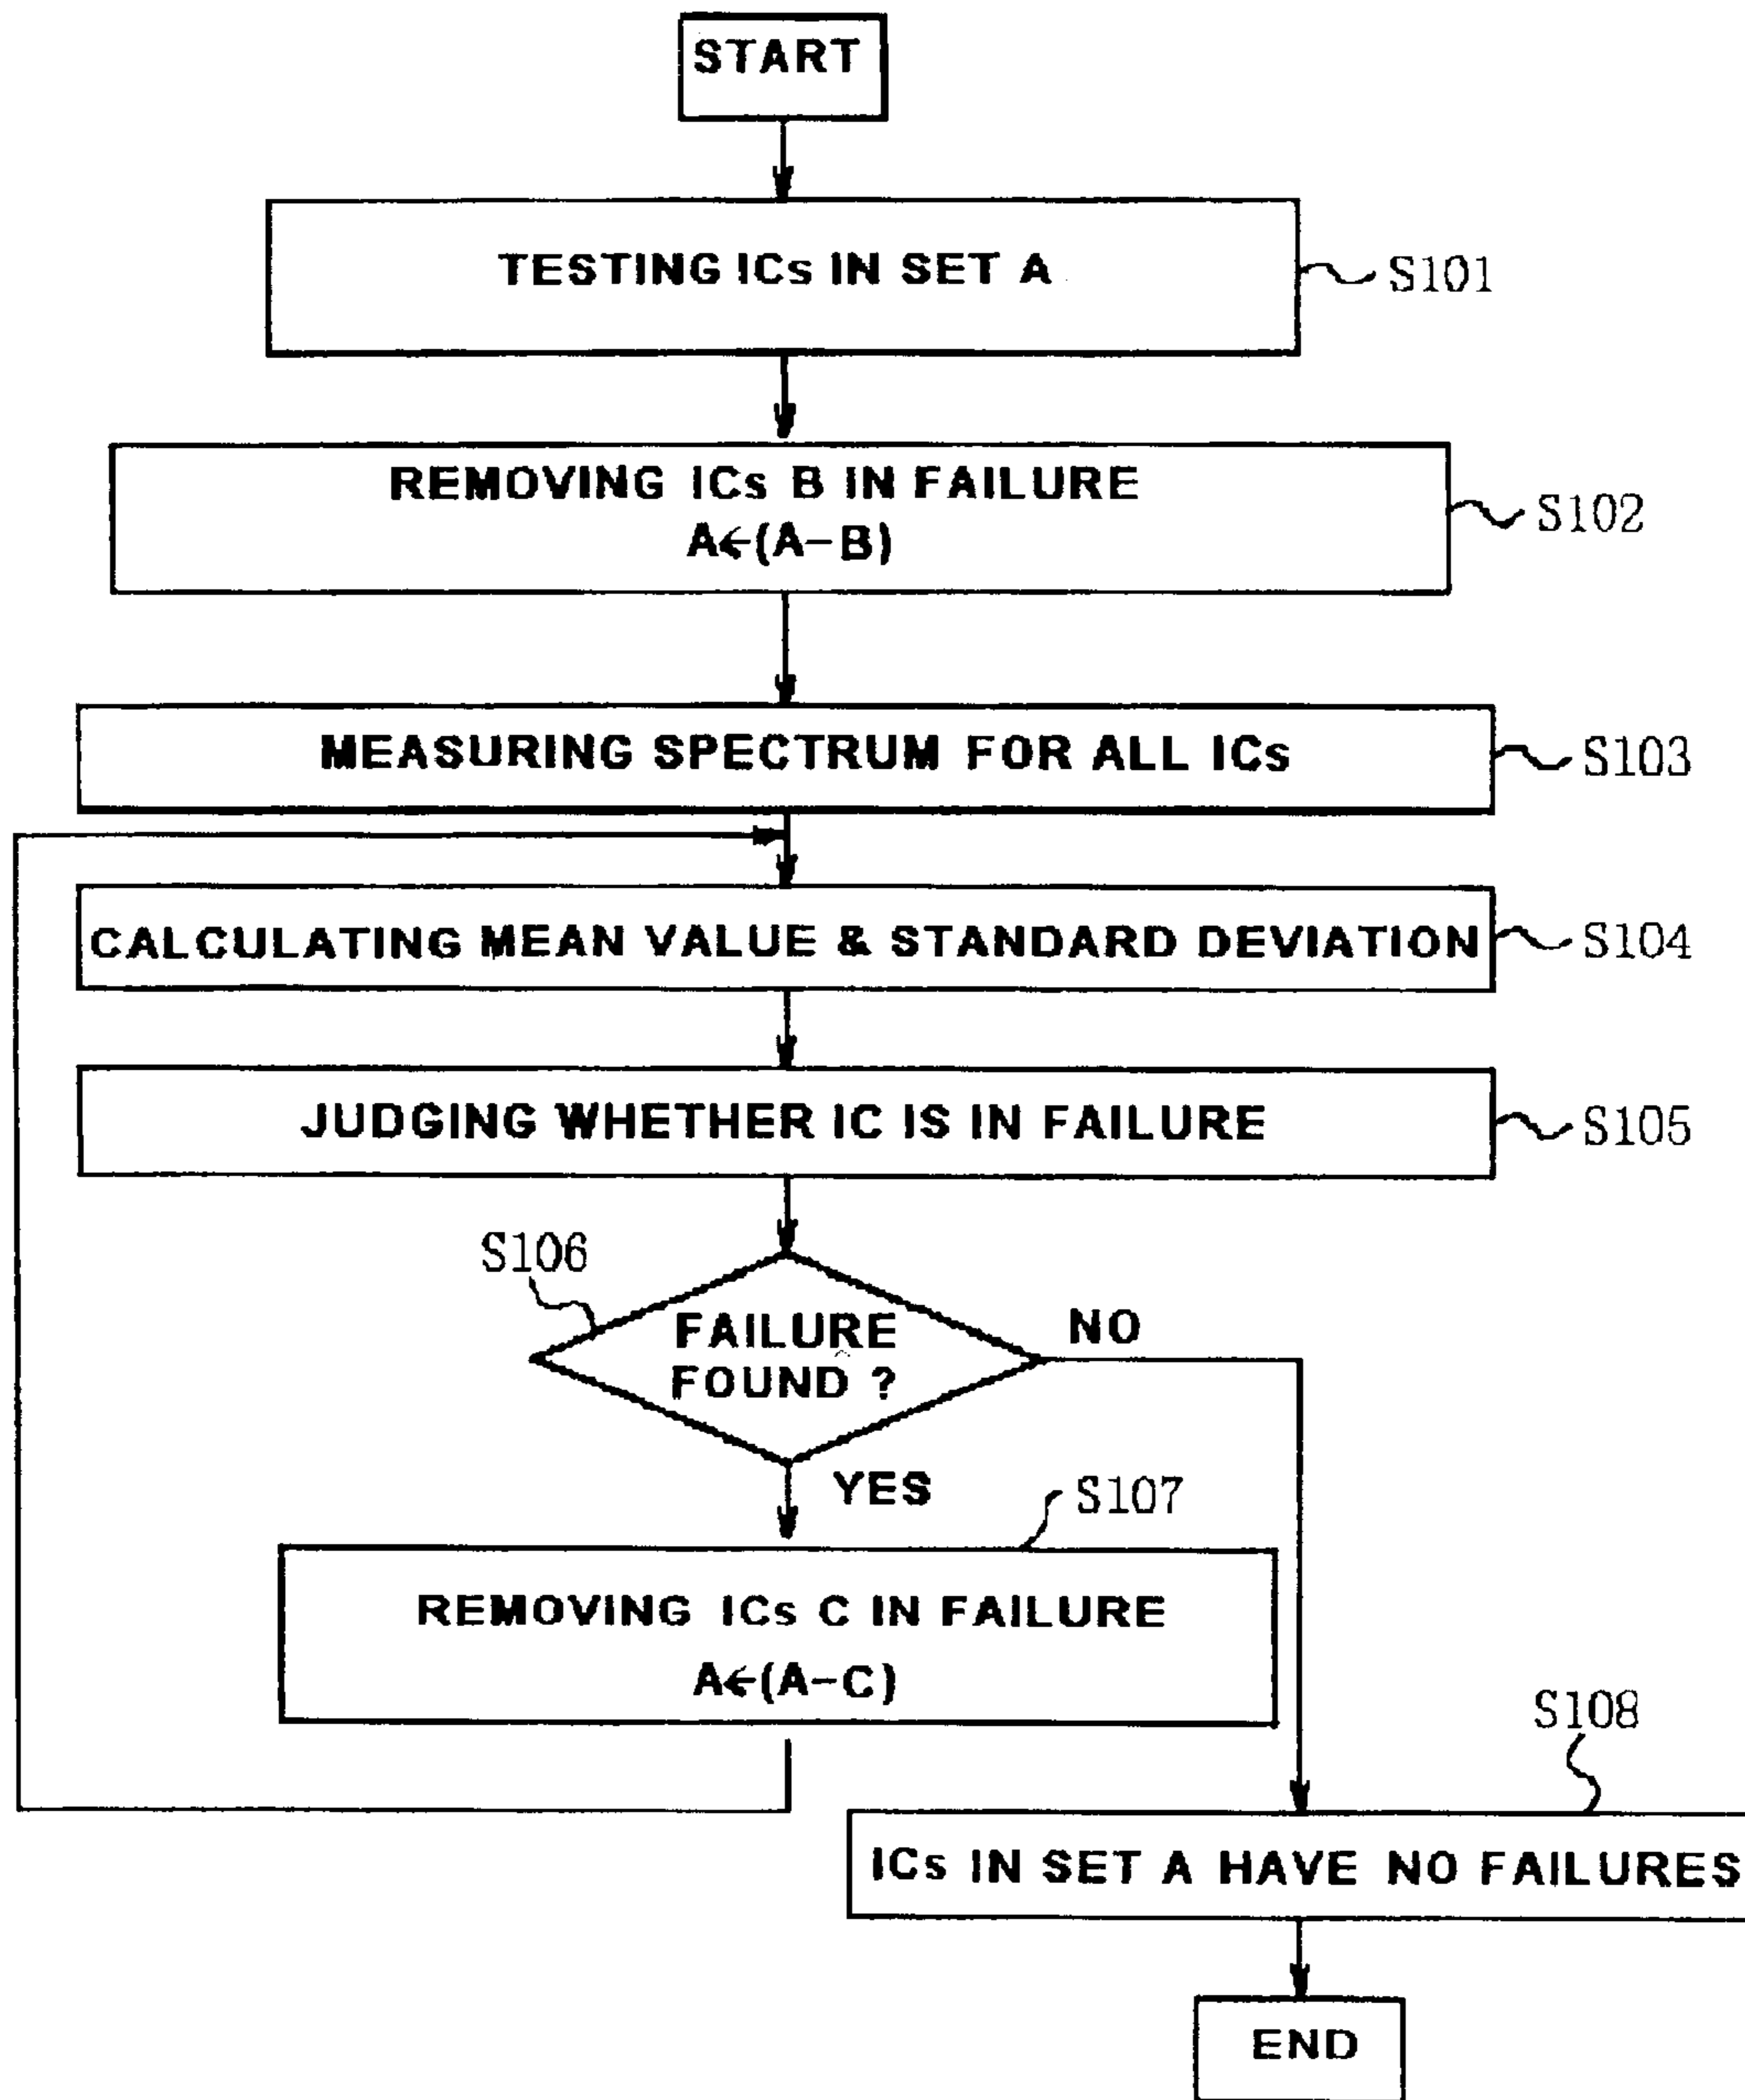 START
TESTING ICs IN SET A
S101
REMOVING ICs B IN FAILURE
A←(A-B)
S102
MEASURING SPECTRUM FOR ALL ICs
S103
CALCULATING MEAN VALUE & STANDARD DEVIATION
S104
JUDGING WHETHER IC IS IN FAILURE
S105
S106
FAILURE
FOUND ?
NO
YES
S107
REMOVING ICs C IN FAILURE
A←(A-C)
S108
ICs IN SET A HAVE NO FAILURES
END